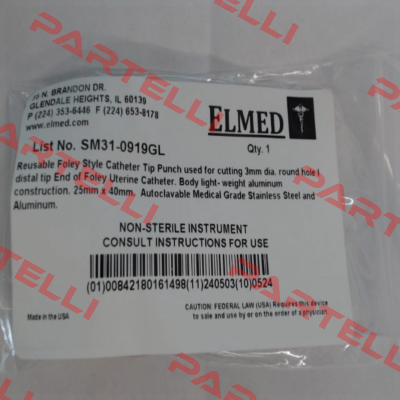 N. BRANDON DR.
GLENDALE HEIGHTS, IL 60139
P (224) 353-6446 F (224) 653-8178
www.elmed.com
ELMED
List No. SM31-0919GL
Qty. 1
Reusable Foley Style Catheter Tip Punch used for cutting 3mm dia. round hole I
distal tip End of Foley Uterine Catheter. Body light- weight aluminum
construction. 25mm x 40mm. Autoclavable Medical Grade Stainless Steel and
Aluminum.
NON-STERILE INSTRUMENT
CONSULT INSTRUCTIONS FOR USE
(01)00842180161498(11)240503(10)0524
Made in the USA
CAUTION: FEDERAL LAW (USA) Requires this device
to sale and use by or on the order of a physician.
PARTELLI
PARTELLI
PARTELLI